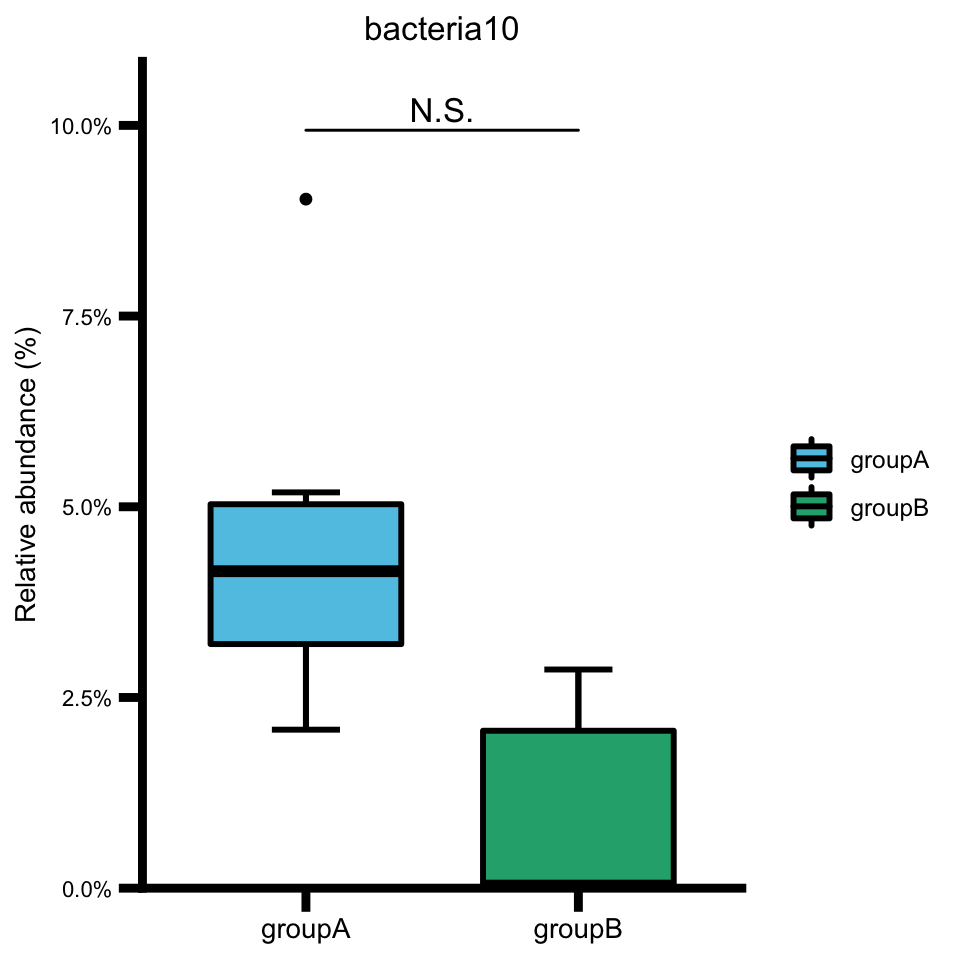 bacteria10
N.S.
10.0%
7.5%
5.0%
2.5%
0.0%
Relative abundance (%)
groupA
groupB
groupA
groupB